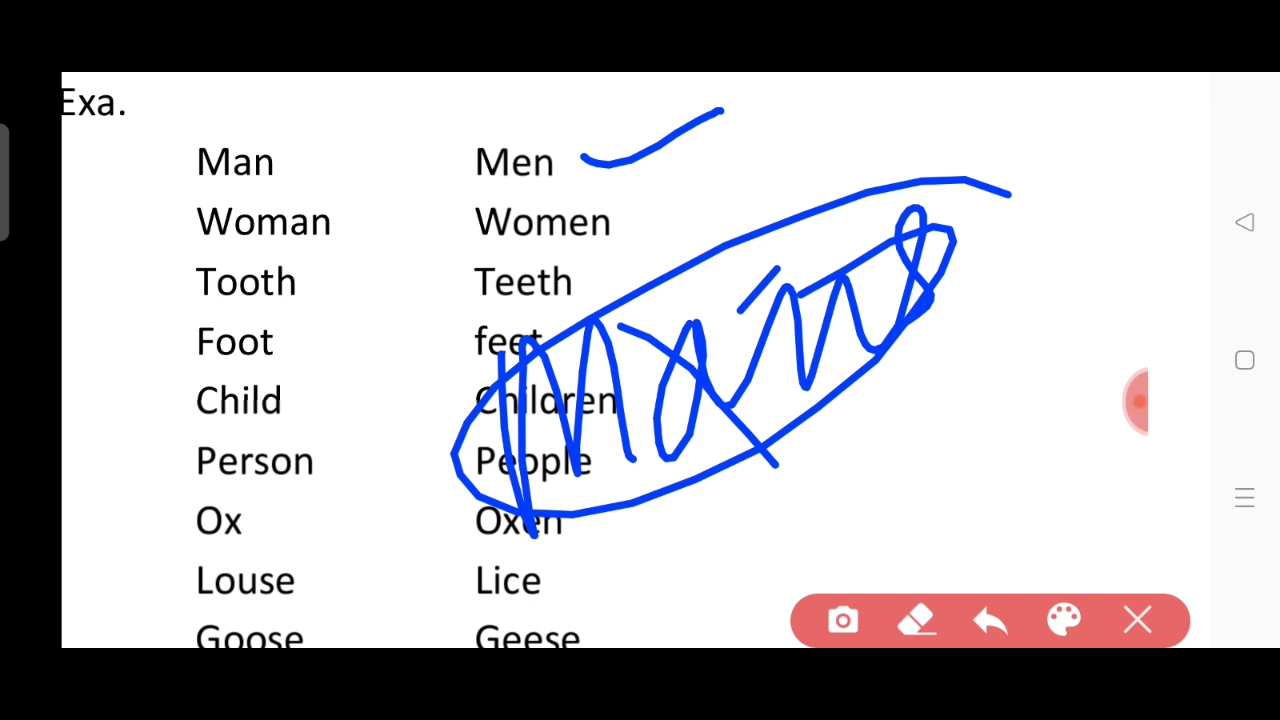 Exa.
Man Men
Woman Women
Tooth Teeth
Foot feet
Child Children
Person People
Ox Oxen
Louse Lice
Goose Geese